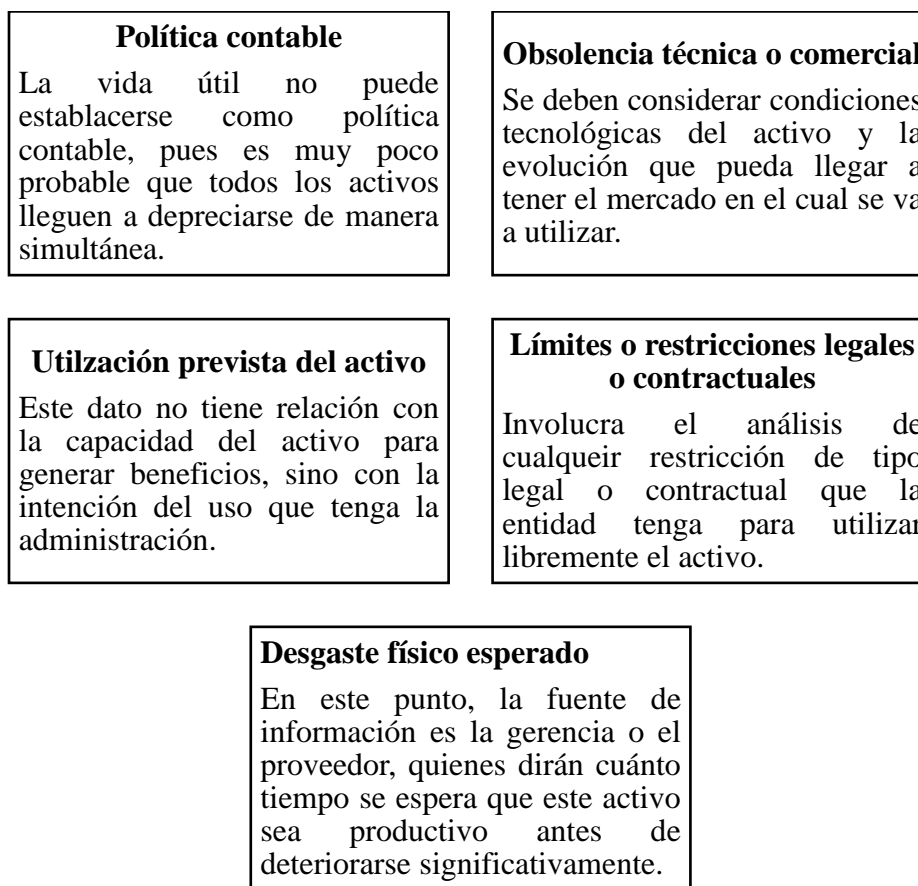 Política contable
La vida útil no puede
establecerse como política
contable, pues es muy poco
probable que todos los activos
lleguen a depreciarse de manera
simultánea.
Obsolencia técnica o comercial
Se deben considerar condiciones
tecnológicas del activo y la
evolución que pueda llegar a
tener el mercado en el cual se va
a utilizar.
Utilzación prevista del activo
Este dato no tiene relación con
la capacidad del activo para
generar beneficios, sino con la
intención del uso que tenga la
administración.
Límites o restricciones legales
o contractuales
Involucra el análisis de
cualqueir restricción de tipo
legal o contractual que la
entidad tenga para utilizar
libremente el activo.
Desgaste físico esperado
En este punto, la fuente de
información es la gerencia o el
proveedor, quienes dirán cuánto
tiempo se espera que este activo
sea productivo antes de
deteriorarse significativamente.